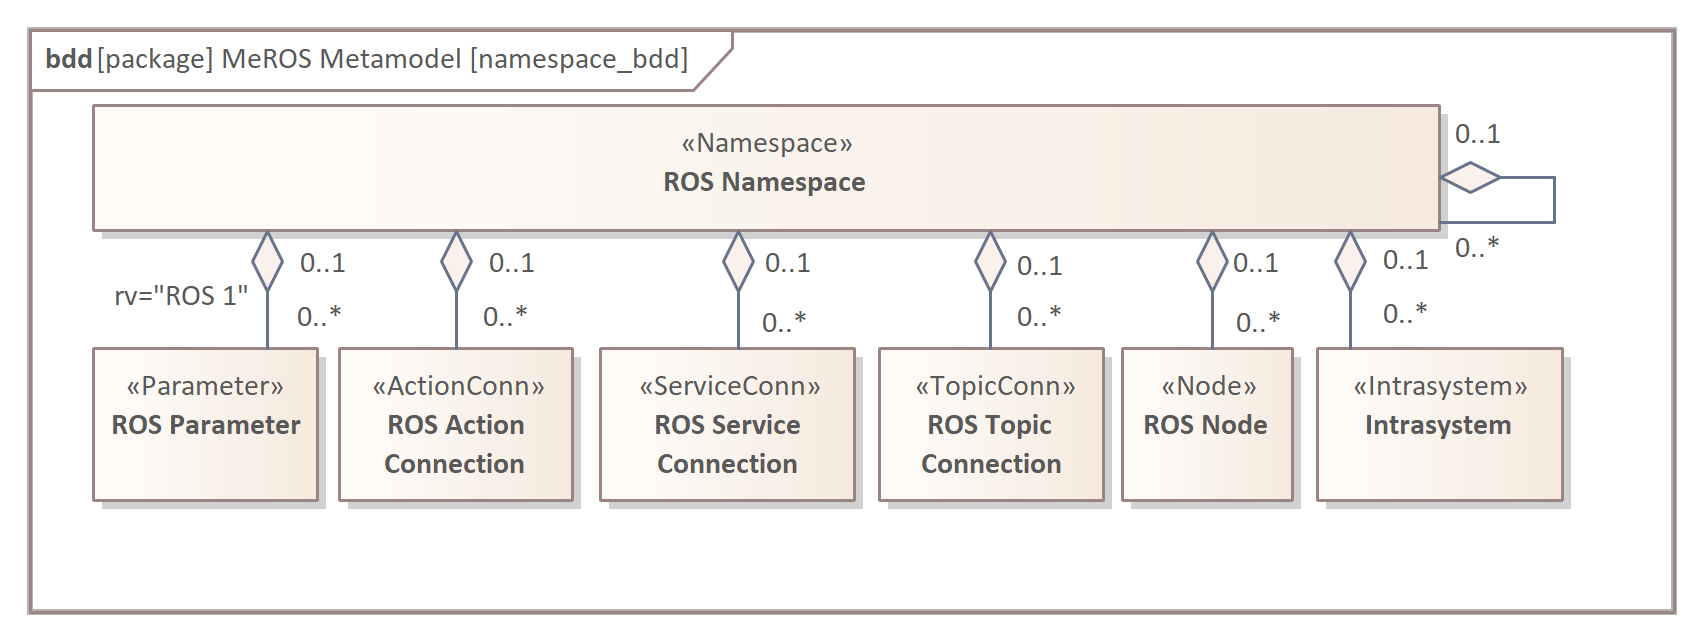 bdd [package] MeROS Metamodel [namespace_bdd]
«Namespace»
ROS Namespace
0..1
0..*
rv="ROS 1"
0..1
0..*
0..1
0..*
0..1
0..*
0..1
0..*
0..1
0..*
0..1
0..*
«Parameter»
ROS Parameter
«ActionConn»
ROS Action
Connection
«ServiceConn»
ROS Service
Connection
«TopicConn»
ROS Topic
Connection
«Node»
ROS Node
«Intrasystem»
Intrasystem